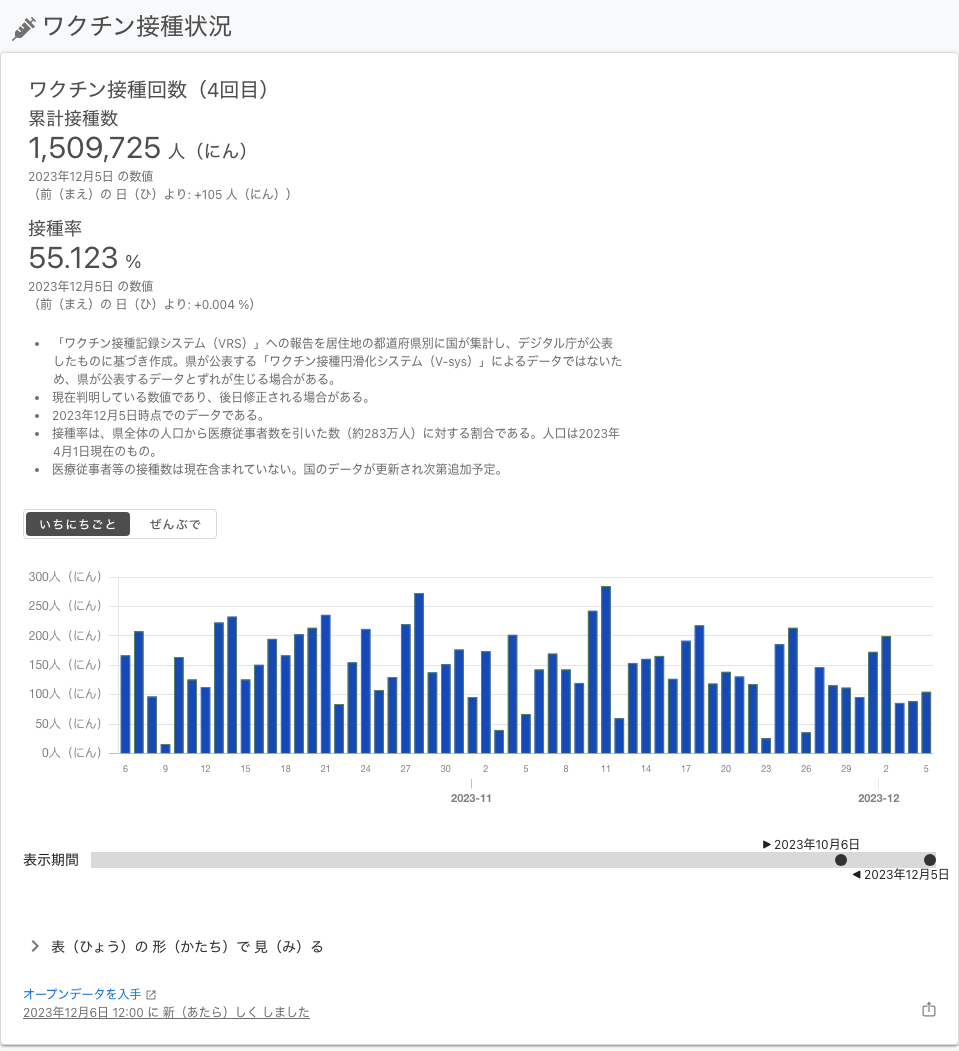 ワクチン接種状況
ワクチン接種回数（4回目）
累計接種数
1,509,725 人（にん）
2023年12月5日 の数値
（前（まえ）の 日（ひ）より: +105 人（にん））
接種率
55.123 %
2023年12月5日 の数値
（前（まえ）の 日（ひ）より: +0.004 %）
• 「ワクチン接種記録システム（VRS）」への報告を居住地の都道府県別に国が集計し、デジタル庁が公表
したものに基づき作成。県が公表する「ワクチン接種円滑化システム（V-sys）」によるデータではないた
め、県が公表するデータとずれが生じる場合がある。
• 現在判明している数値であり、後日修正される場合がある。
• 2023年12月5日時点でのデータである。
• 接種率は、県全体の人口から医療従事者数を引いた数（約283万人）に対する割合である。人口は2023年
4月1日現在のもの。
• 医療従事者等の接種数は現在含まれていない。国のデータが更新され次第追加予定。
いちにちごと ぜんぶで
300人（にん）
250人（にん）
200人（にん）
150人（にん）
100人（にん）
50人（にん）
0人（にん）
6 9 12 15 18 21 24 27 30 2 5 8 11 14 17 20 23 26 29 2 5
2023-11 2023-12
▶ 2023年10月6日
表示期間
◀ 2023年12月5日
表（ひょう）の 形（かたち）で 見（み）る
オープンデータを入手
2023年12月6日 12:00 に 新（あたら）しく しました